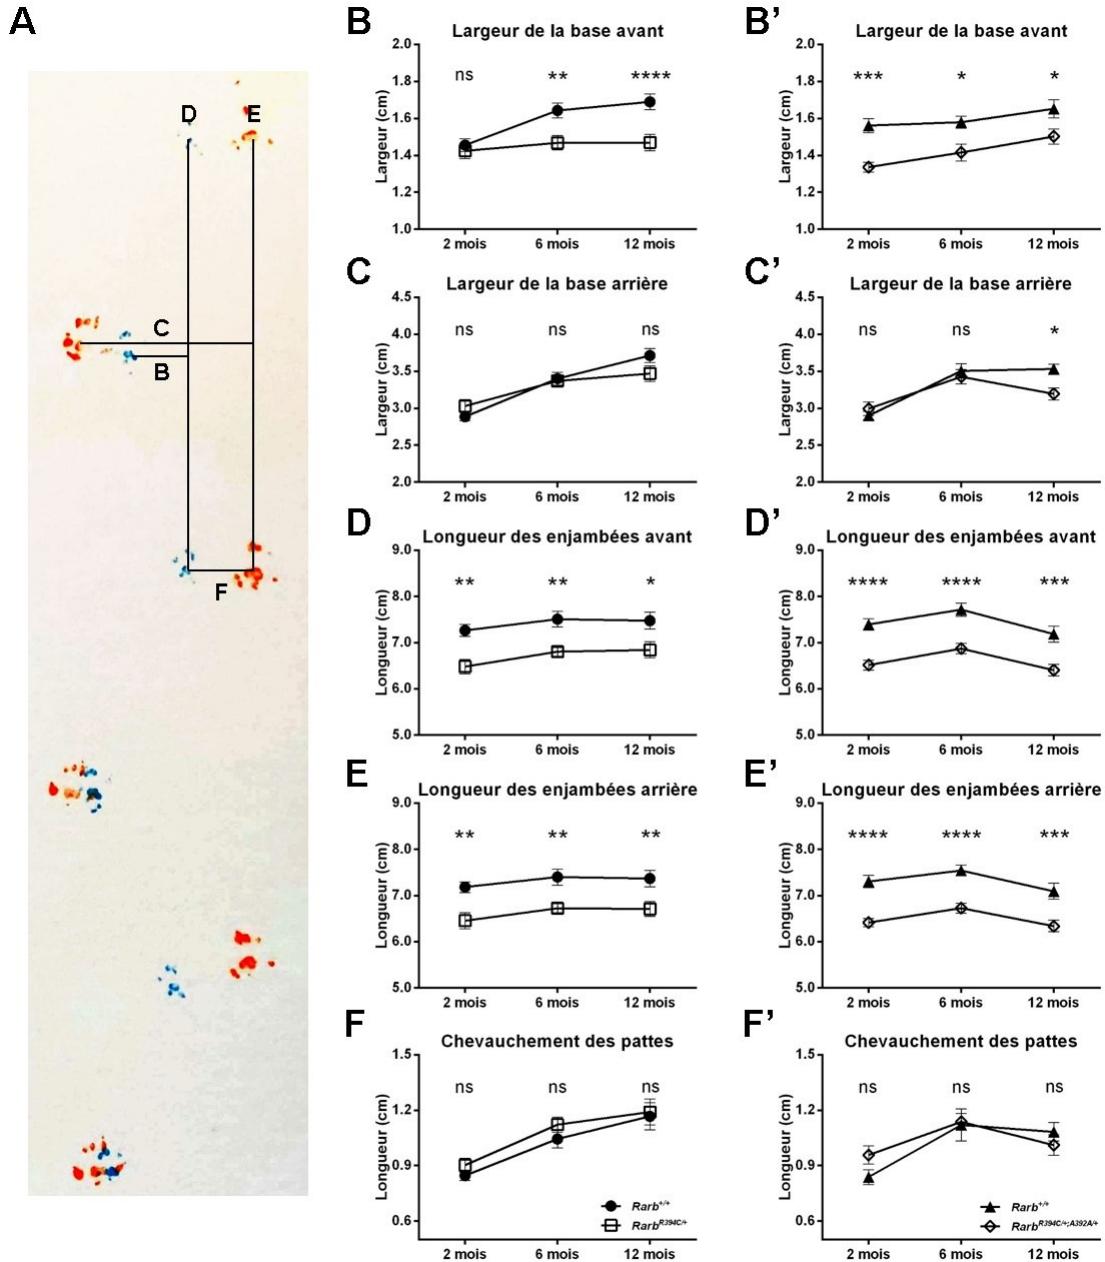 A
D E
C
B
F
B
Largeur de la base avant
ns ** ****
Largeur (cm)
2.0
1.8
1.6
1.4
1.2
1.0
2 mois 6 mois 12 mois
B’
Largeur de la base avant
*** * *
Largeur (cm)
2.0
1.8
1.6
1.4
1.2
1.0
2 mois 6 mois 12 mois
C
Largeur de la base arrière
ns ns ns
Largeur (cm)
4.5
4.0
3.5
3.0
2.5
2.0
2 mois 6 mois 12 mois
C’
Largeur de la base arrière
ns ns *
Largeur (cm)
4.5
4.0
3.5
3.0
2.5
2.0
2 mois 6 mois 12 mois
D
Longueur des enjambées avant
** ** *
Longueur (cm)
9.0
8.0
7.0
6.0
5.0
2 mois 6 mois 12 mois
D’
Longueur des enjambées avant
**** **** ***
Longueur (cm)
9.0
8.0
7.0
6.0
5.0
2 mois 6 mois 12 mois
E
Longueur des enjambées arrière
** ** **
Longueur (cm)
9.0
8.0
7.0
6.0
5.0
2 mois 6 mois 12 mois
E’
Longueur des enjambées arrière
**** **** ***
Longueur (cm)
9.0
8.0
7.0
6.0
5.0
2 mois 6 mois 12 mois
F
Chevauchement des pattes
ns ns ns
Longueur (cm)
1.5
1.2
0.9
0.6
Rarb+/+
RarbR394C/+
2 mois 6 mois 12 mois
F’
Chevauchement des pattes
ns ns ns
Longueur (cm)
1.5
1.2
0.9
0.6
Rarb+/+
RarbR394C/+;A392A/+
2 mois 6 mois 12 mois